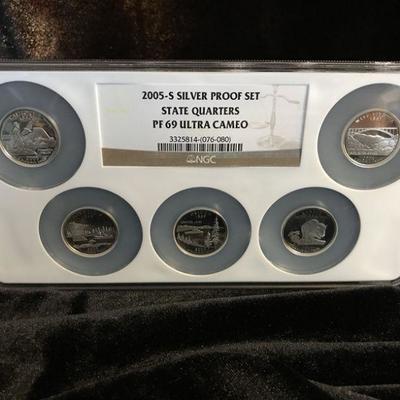 2005-S SILVER PROOF SET
STATE QUARTERS
PF 69 ULTRA CAMEO
3325814-(076-080)
NGC